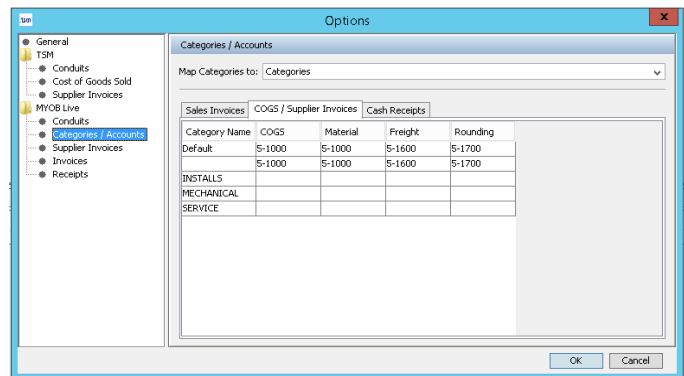 .tsm
Options
x
General
TSM
Conduits
Cost of Goods Sold
Supplier Invoices
MYOB Live
Conduits
Categories / Accounts
Supplier Invoices
Invoices
Receipts
Categories / Accou
Map Categories to: Categories
Sales Invoices COGS / Supplier Invoices Cash Receipts
Category Name COGS Material Freight Rounding
Default 5-1000 5-1000 5-1600 5-1700
5-1000 5-1000 5-1600 5-1700
INSTALLS
MECHANICAL
SERVICE
OK Cancel